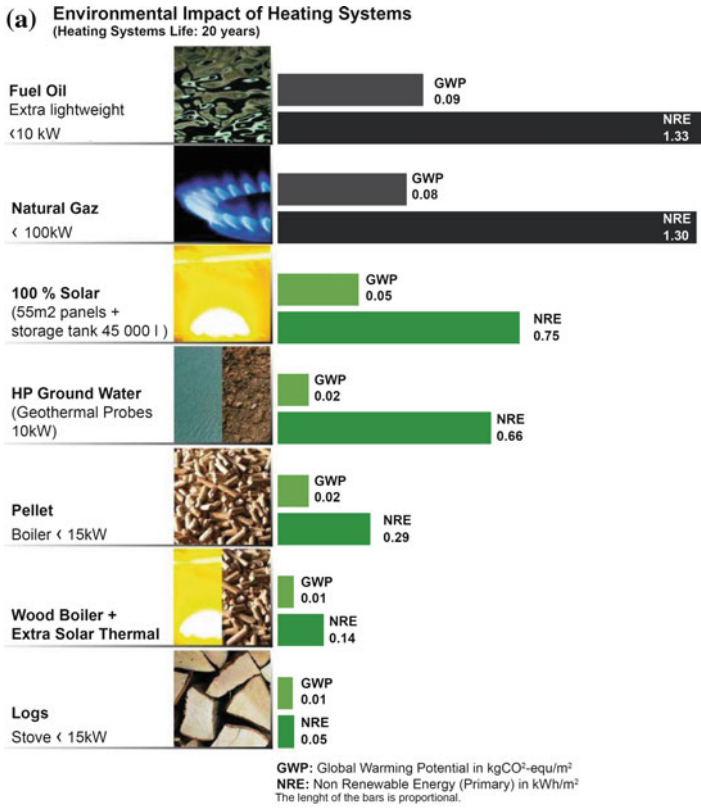 (a) Environmental Impact of Heating Systems
(Heating Systems Life: 20 years)
Fuel Oil
Extra lightweight
<10 kW
GWP
0.09
NRE
1.33
Natural Gaz
< 100kW
GWP
0.08
NRE
1.30
100 % Solar
(55m2 panels +
storage tank 45 000 l )
GWP
0.05
NRE
0.75
HP Ground Water
(Geothermal Probes
10kW)
GWP
0.02
NRE
0.66
Pellet
Boiler < 15kW
GWP
0.02
NRE
0.29
Wood Boiler +
Extra Solar Thermal
GWP
0.01
NRE
0.14
Logs
Stove < 15kW
GWP
0.01
NRE
0.05
GWP: Global Warming Potential in kgCO²-equ/m²
NRE: Non Renewable Energy (Primary) in kWh/m²
The lenght of the bars is proportional.